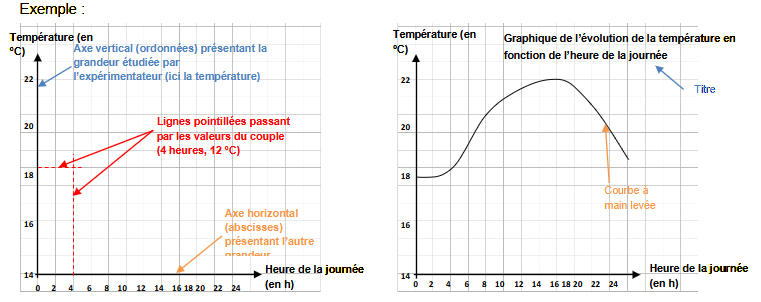 Exemple :
Température (en
ºC)
Axe vertical (ordonnées) présentant la
grandeur étudiée par
l'expérimentateur (ici la température)
22
20
18
16
14
Lignes pointillées passant
par les valeurs du couple
(4 heures, 12 ºC)
Axe horizontal
(abscisses)
présentant l'autre
grandeur
0 2 4 6 8 10 12 14 16 18 20 22 24
Heure de la journée
(en h)
Température (en
ºC)
Graphique de l'évolution de la température en
fonction de l'heure de la journée
Titre
22
20
18
16
14
Courbe à
main levée
0 2 4 6 8 10 12 14 16 18 20 22 24
Heure de la journée
(en h)